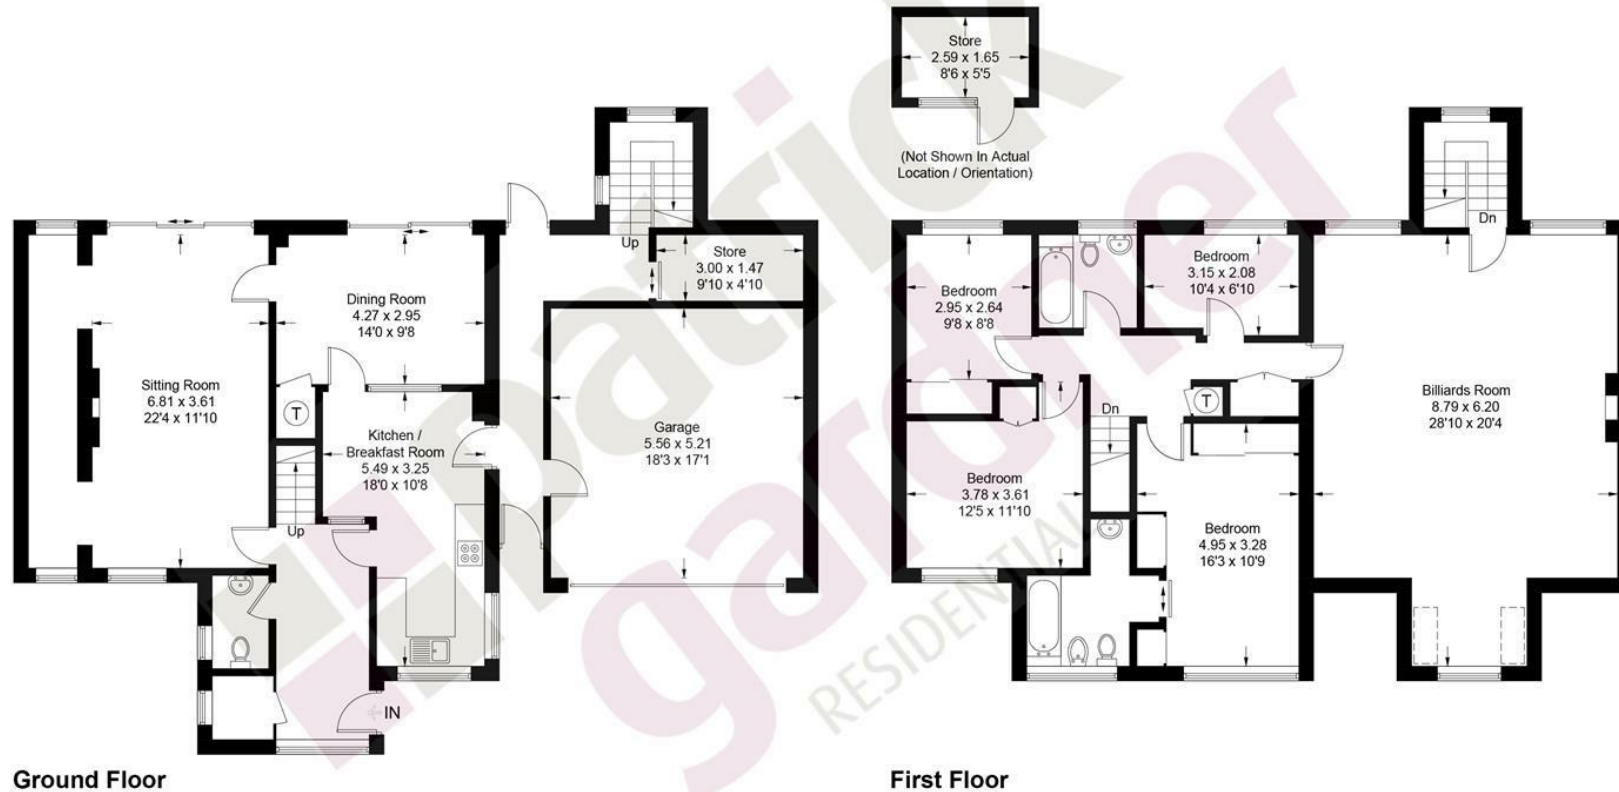 Store
2.59 x 1.65
8'6 x 5'5
(Not Shown In Actual
Location / Orientation)
Up
Store
3.00 x 1.47
9'10 x 4'10
Dining Room
4.27 x 2.95
14'0 x 9'8
Sitting Room
6.81 x 3.61
22'4 x 11'10
T
Kitchen /
Breakfast Room
5.49 x 3.25
18'0 x 10'8
Garage
5.56 x 5.21
18'3 x 17'1
Up
IN
Ground Floor
Dn
Bedroom
3.15 x 2.08
10'4 x 6'10
Bedroom
2.95 x 2.64
9'8 x 8'8
Billiards Room
8.79 x 6.20
28'10 x 20'4
Dn
T
Bedroom
3.78 x 3.61
12'5 x 11'10
Bedroom
4.95 x 3.28
16'3 x 10'9
First Floor
patrick
gardner
RESIDENTIAL